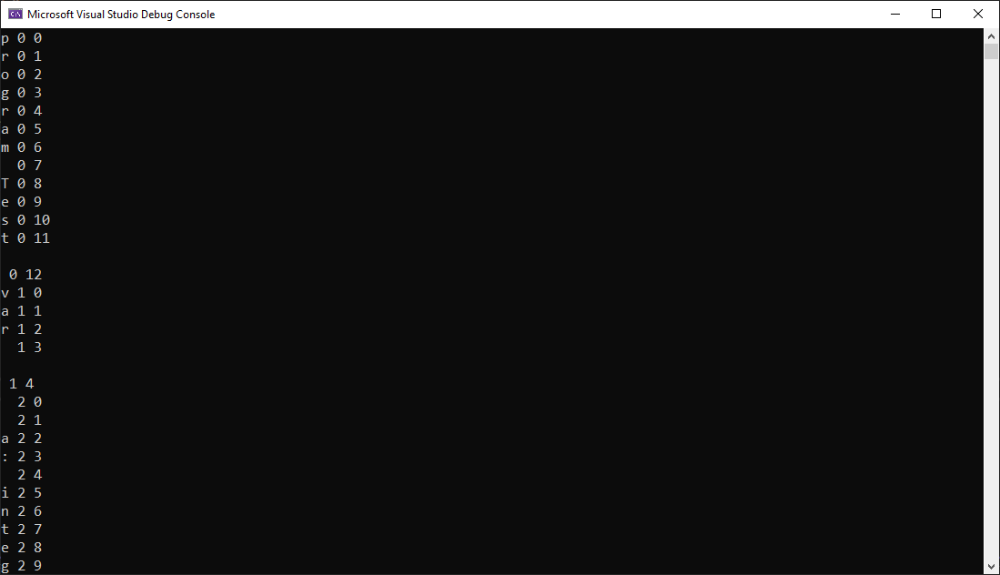 Microsoft Visual Studio Debug Console
p 0 0
r 0 1
o 0 2
g 0 3
r 0 4
a 0 5
m 0 6
  0 7
T 0 8
e 0 9
s 0 10
t 0 11

 0 12
v 1 0
a 1 1
r 1 2
  1 3

 1 4
  2 0
  2 1
a 2 2
: 2 3
  2 4
i 2 5
n 2 6
t 2 7
e 2 8
g 2 9